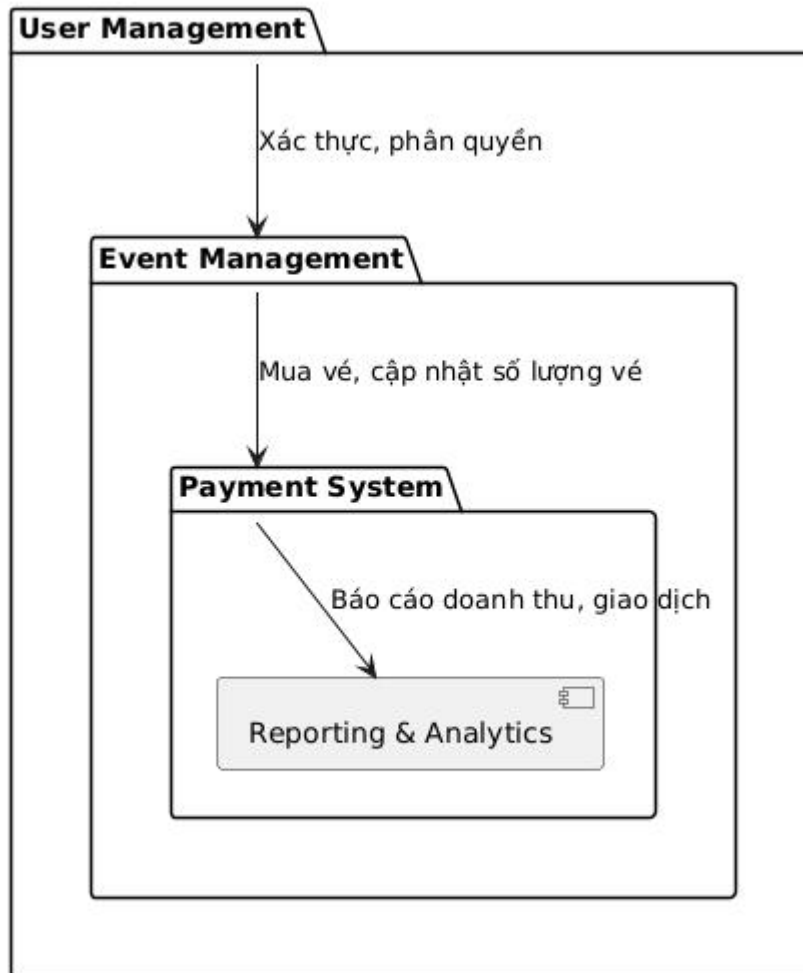 User Management
Xác thực, phân quyền
Event Management
Mua vé, cập nhật số lượng vé
Payment System
Báo cáo doanh thu, giao dịch
Reporting & Analytics